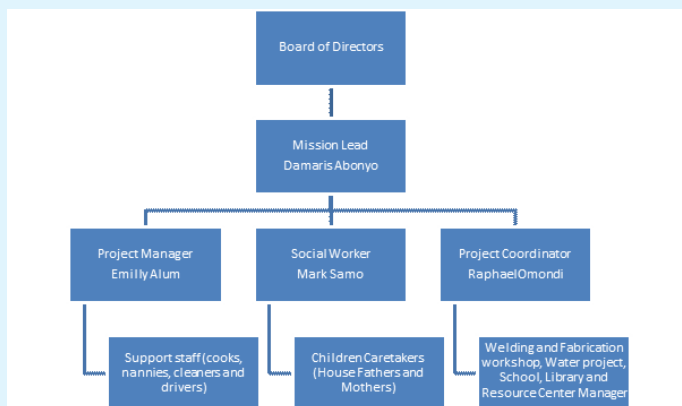 Board of Directors
Mission Lead
Damaris Abonyo
Project Manager
Emilly Alum
Social Worker
Mark Samo
Project Coordinator
Raphael Omondi
Support staff (cooks,
nannies, cleaners and
drivers)
Children Caretakers
(House Fathers and
Mothers)
Welding and Fabrication
workshop, Water project,
School, Library and
Resource Center Manager